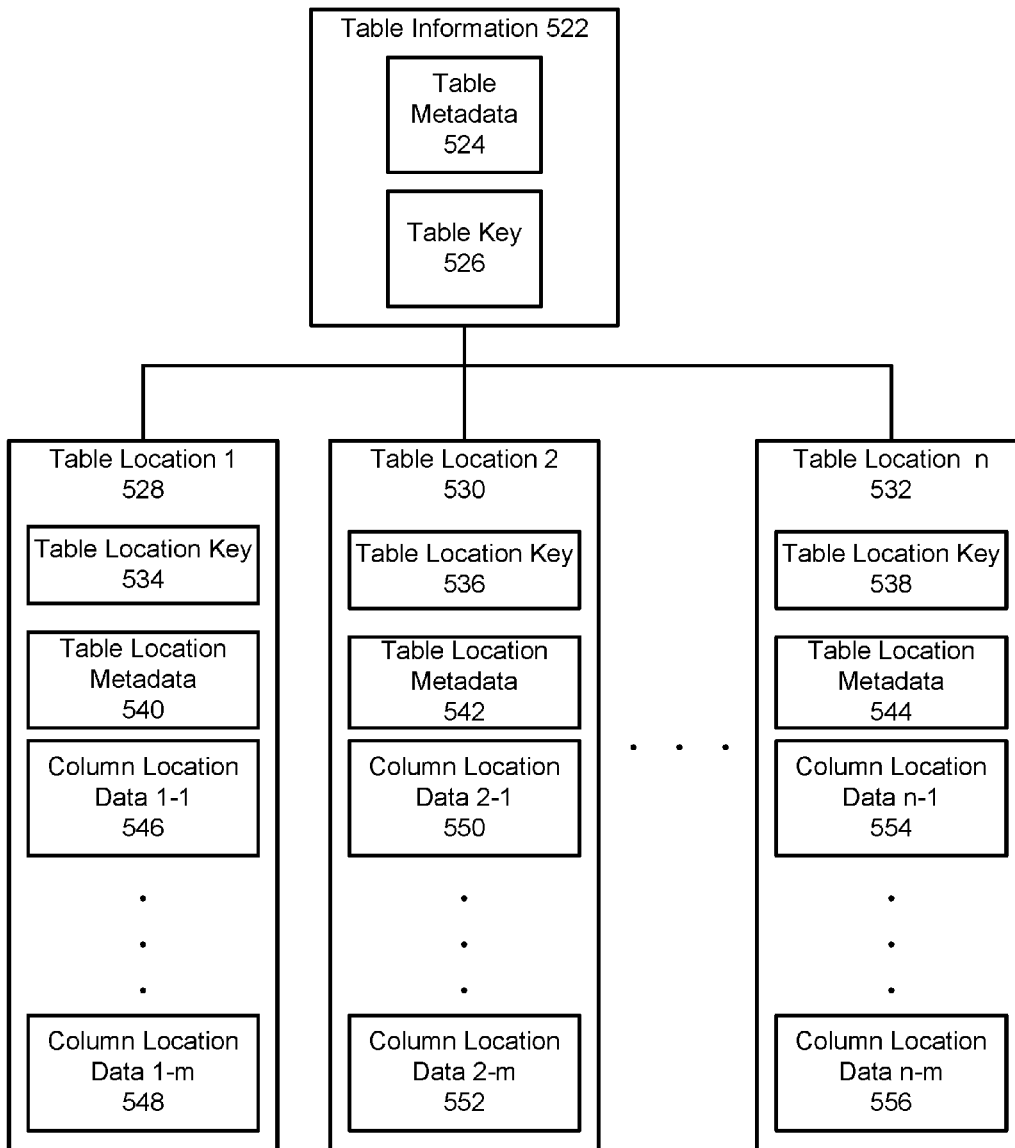 Table Information 522
Table
Metadata
524
Table Key
526
Table Location 1
528
Table Location Key
534
Table Location
Metadata
540
Column Location
Data 1-1
546
Column Location
Data 1-m
548
Table Location 2
530
Table Location Key
536
Table Location
Metadata
542
Column Location
Data 2-1
550
Column Location
Data 2-m
552
Table Location n
532
Table Location Key
538
Table Location
Metadata
544
Column Location
Data n-1
554
Column Location
Data n-m
556